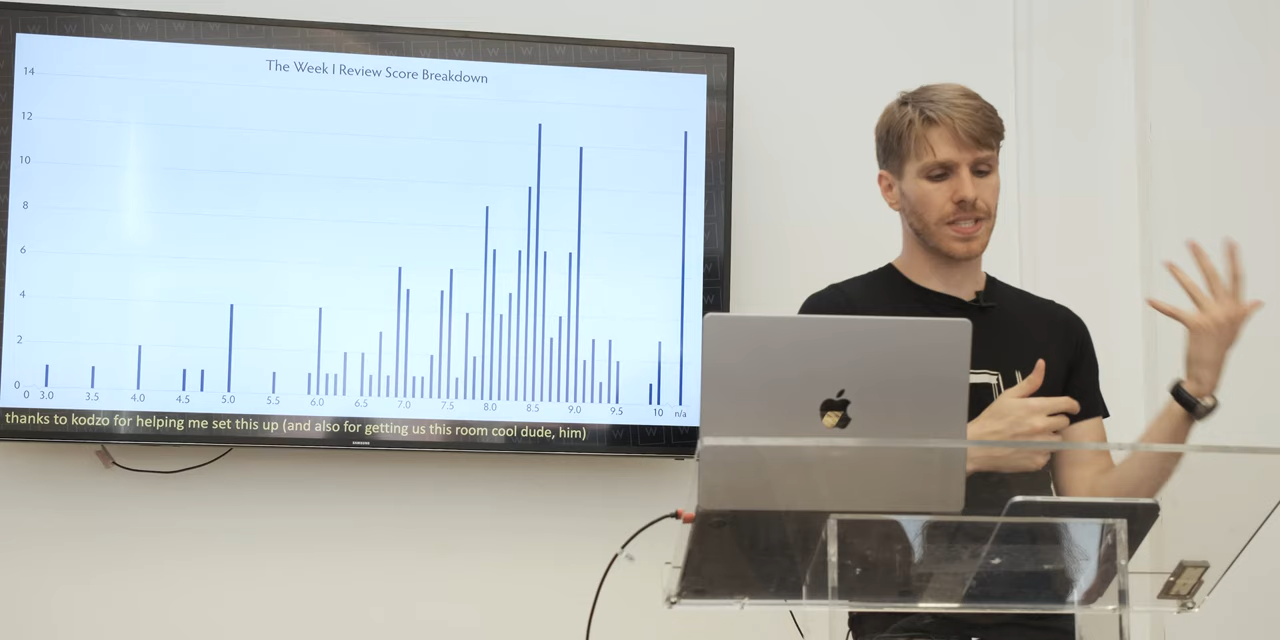 The Week 1 Review Score Breakdown
14
12
10
8
6
4
2
0
0 3.0 3.5 4.0 4.5 5.0 5.5 6.0 6.5 7.0 7.5 8.0 8.5 9.0 9.5 10 n/a
thanks to kodzo for helping me set this up (and also for getting us this room cool dude, him)
SAMSUNG